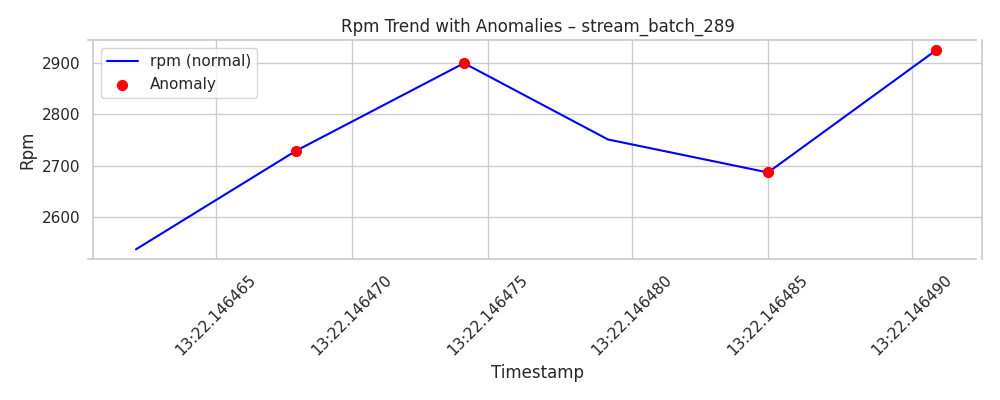 Rpm Trend with Anomalies – stream_batch_289
rpm (normal)
Anomaly
Rpm
2900
2800
2700
2600
13:22.146465
13:22.146470
13:22.146475
13:22.146480
13:22.146485
13:22.146490
Timestamp